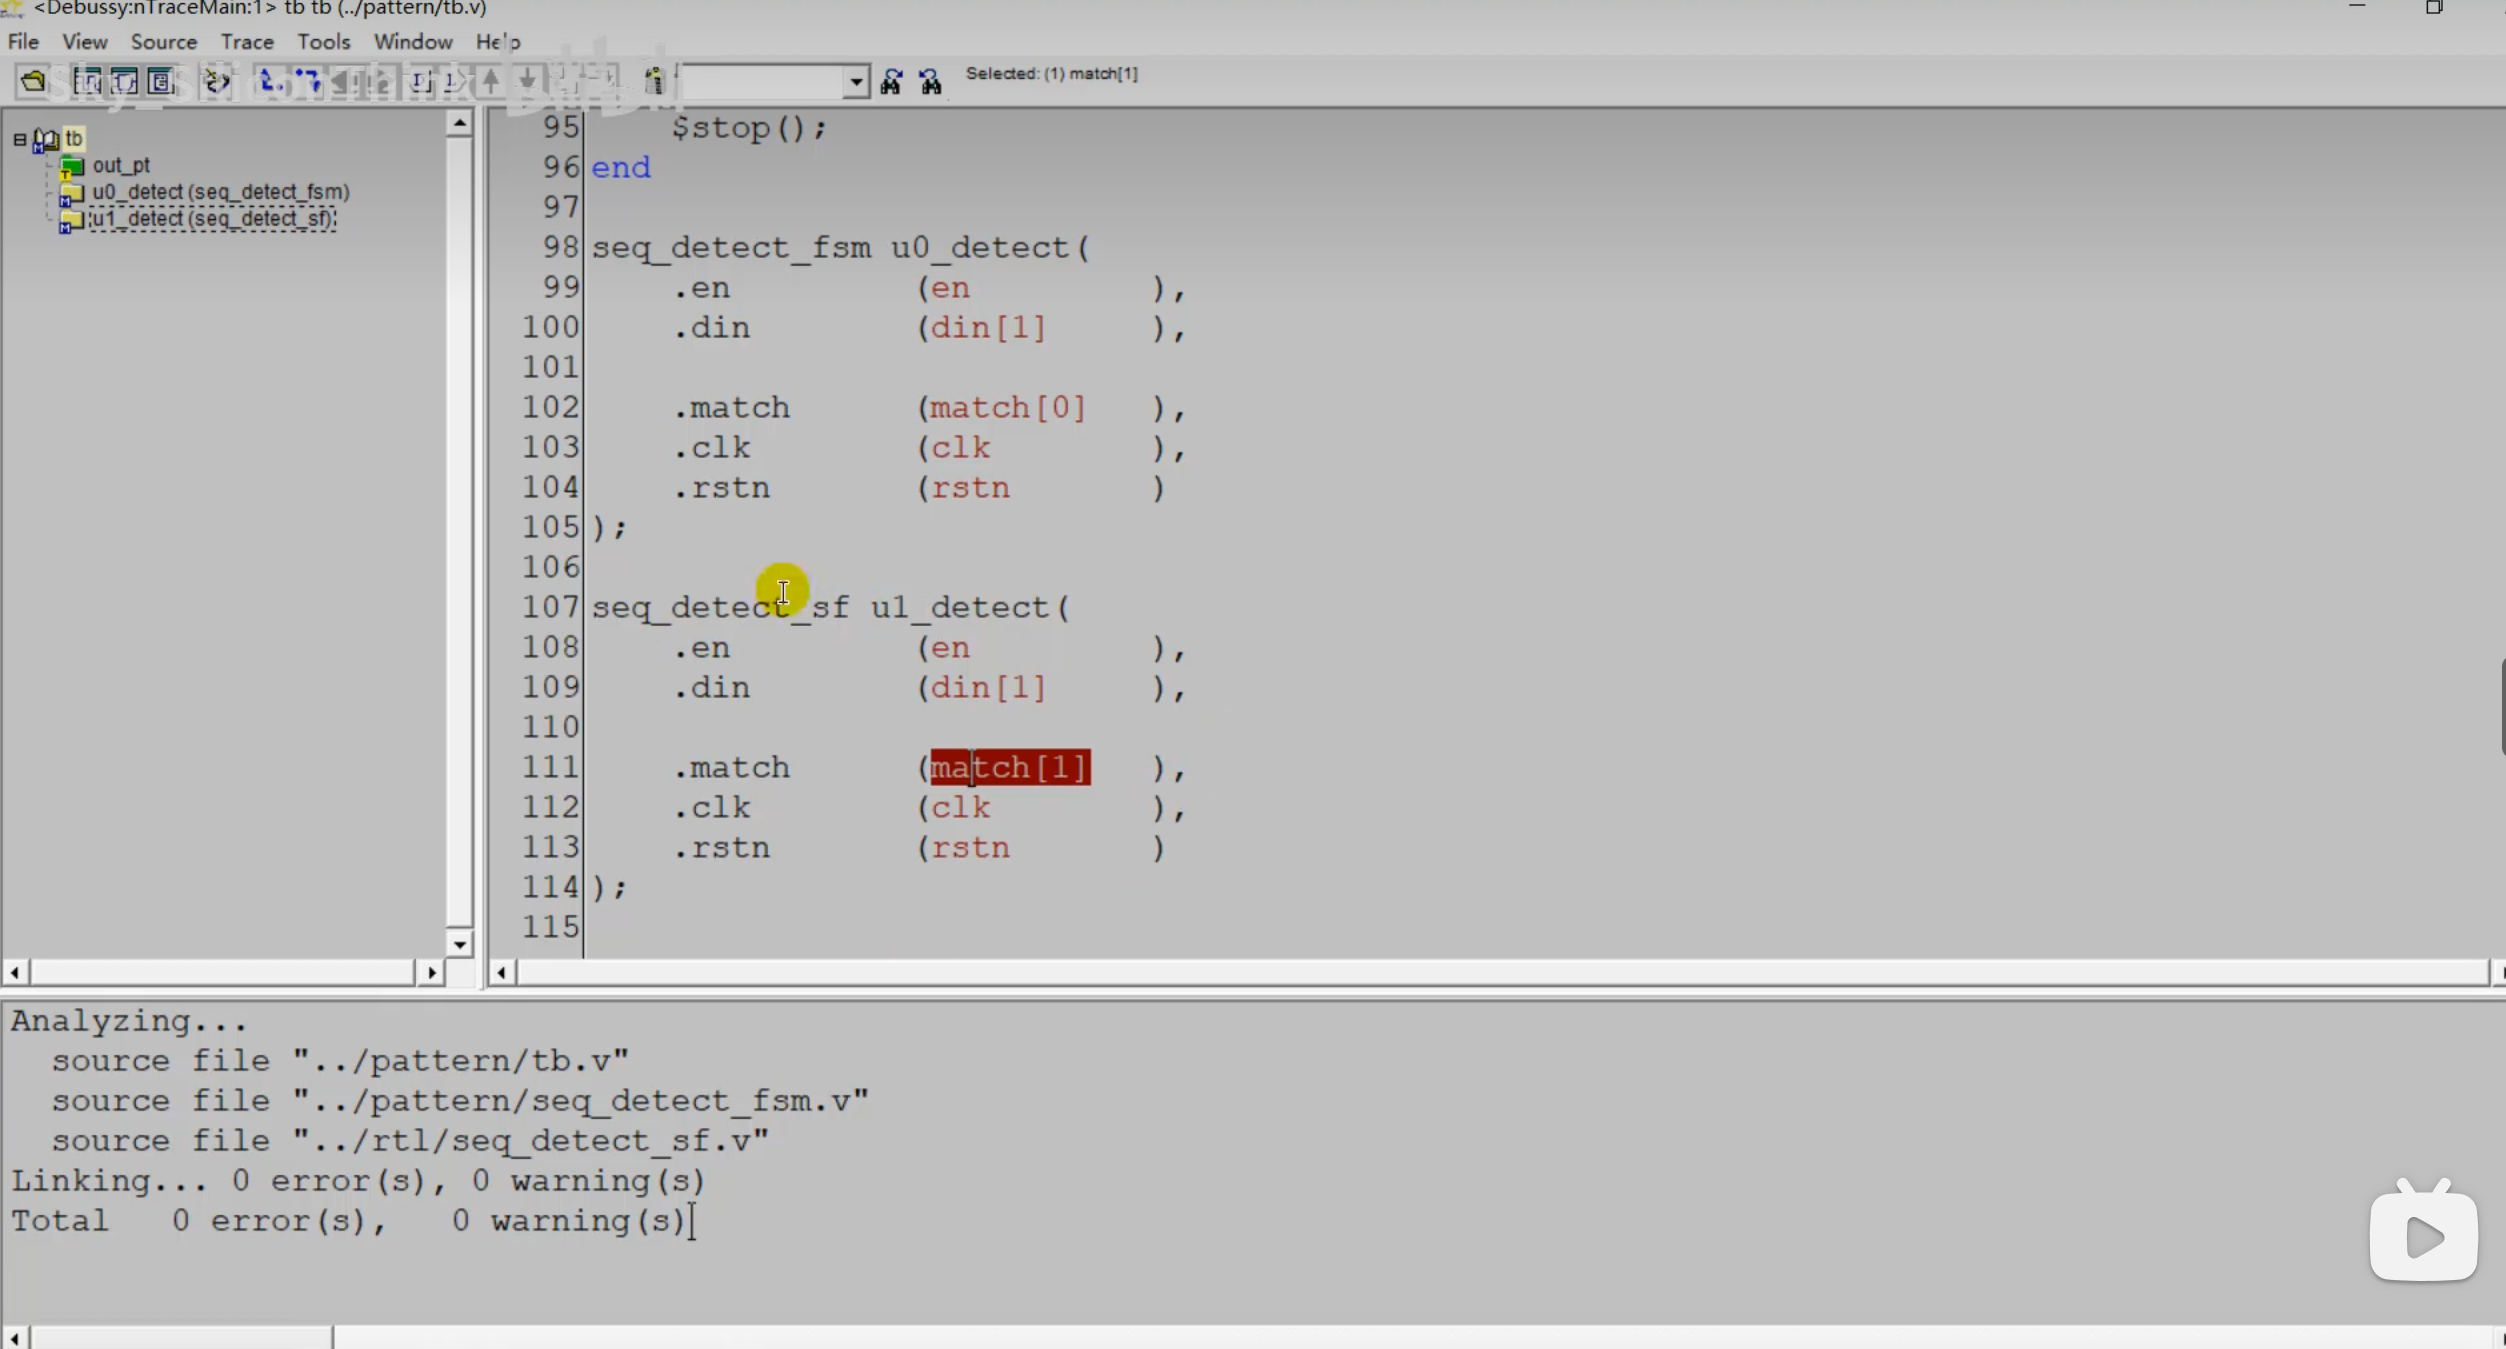 <Debussy:nTraceMain:1> tb tb (../pattern/tb.v)
File View Source Trace Tools Window Help
Sky_SiliconThink bilibili
Selected: (1) match[1]
tb
out_pt
u0_detect (seq_detect_fsm)
u1_detect (seq_detect_sf)
95 $stop();
96 end
97
98 seq_detect_fsm u0_detect(
99 .en (en ),
100 .din (din[1] ),
101
102 .match (match[0] ),
103 .clk (clk ),
104 .rstn (rstn )
105 );
106
107 seq_detect_sf u1_detect(
108 .en (en ),
109 .din (din[1] ),
110
111 .match (match[1] ),
112 .clk (clk ),
113 .rstn (rstn )
114 );
115
Analyzing...
source file "../pattern/tb.v"
source file "../pattern/seq_detect_fsm.v"
source file "../rtl/seq_detect_sf.v"
Linking... 0 error(s), 0 warning(s)
Total 0 error(s), 0 warning(s)